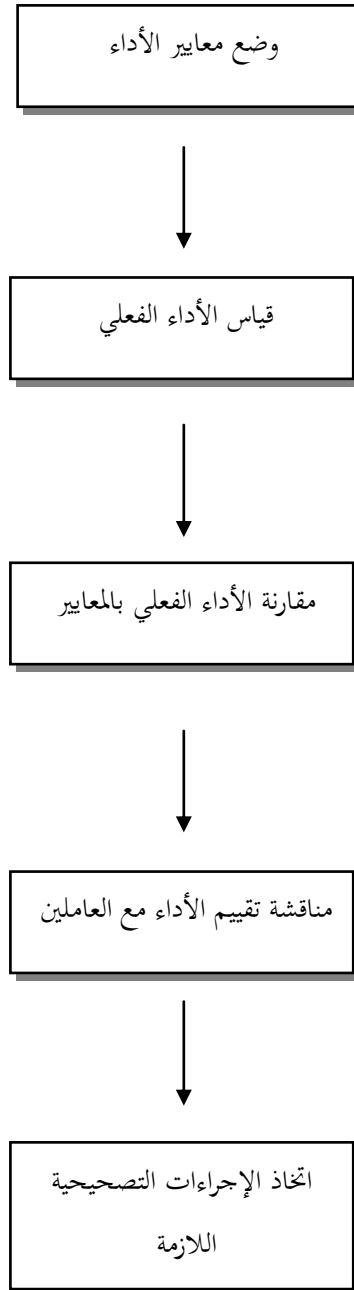 وضع معايير الأداء
قياس الأداء الفعلي
مقارنة الأداء الفعلي بالمعايير
مناقشة تقييم الأداء مع العاملين
اتخاذ الإجراءات التصحيحية
اللازمة